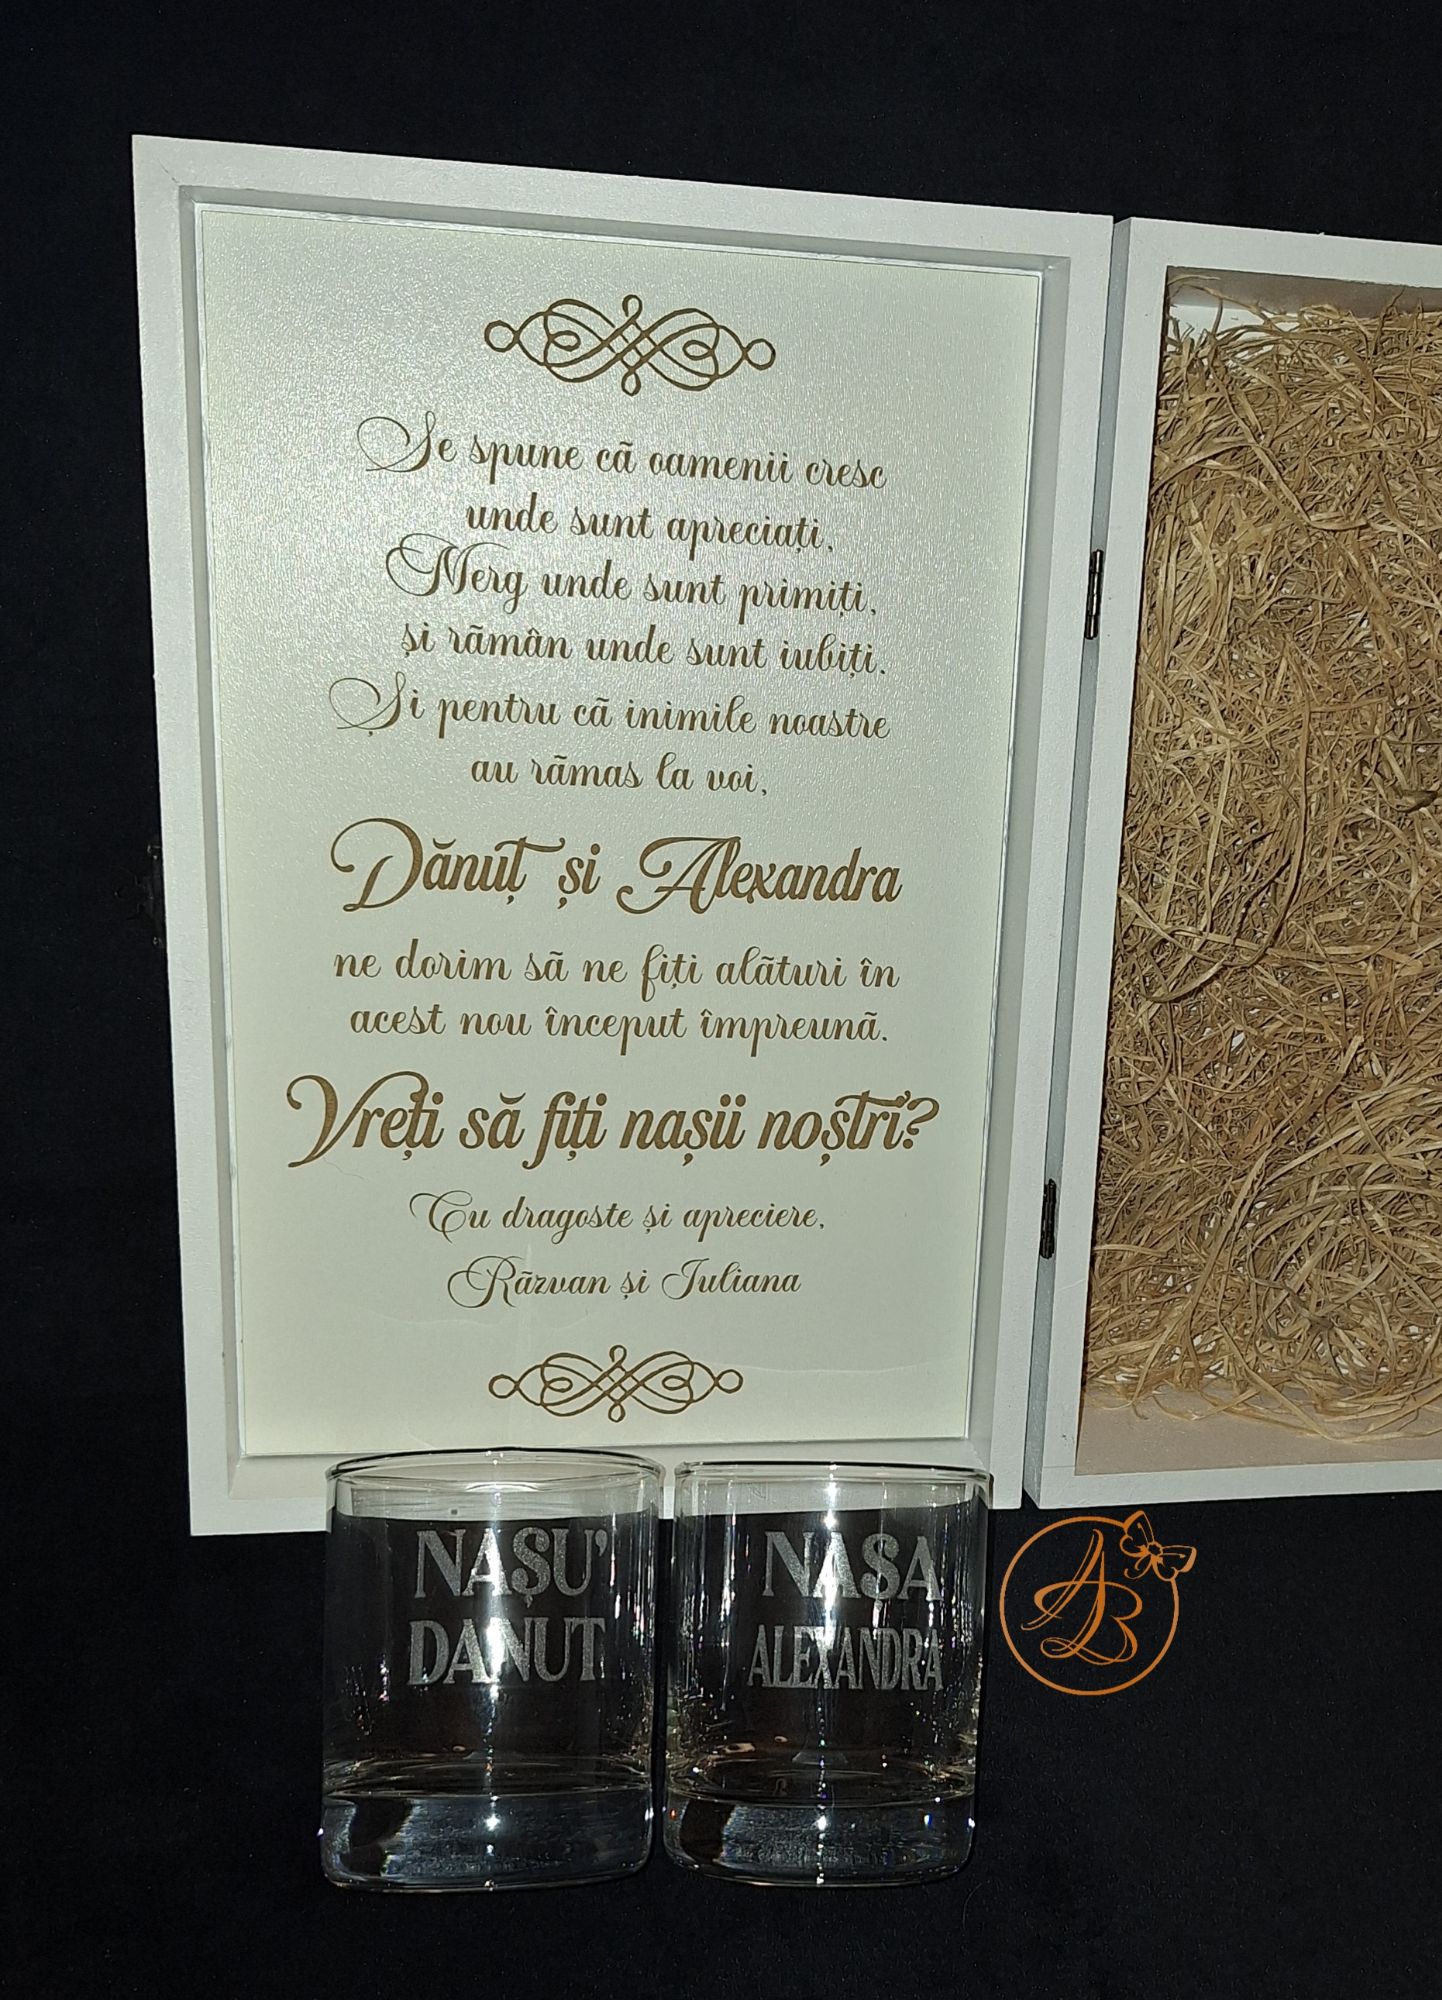 Se spune că oamenii cresc
unde sunt apreciați,
Merg unde sunt primiți,
și rămân unde sunt iubiți.
Și pentru că inimile noastre
au rămas la voi,
Dănuț și Alexandra
ne dorim să ne fiți alături în
acest nou început împreună.
Vreți să fiți nașii noștri?
Cu dragoste și apreciere,
Răzvan și Iuliana
NAȘU'
DANUT
NAȘA
ALEXANDRA
AB